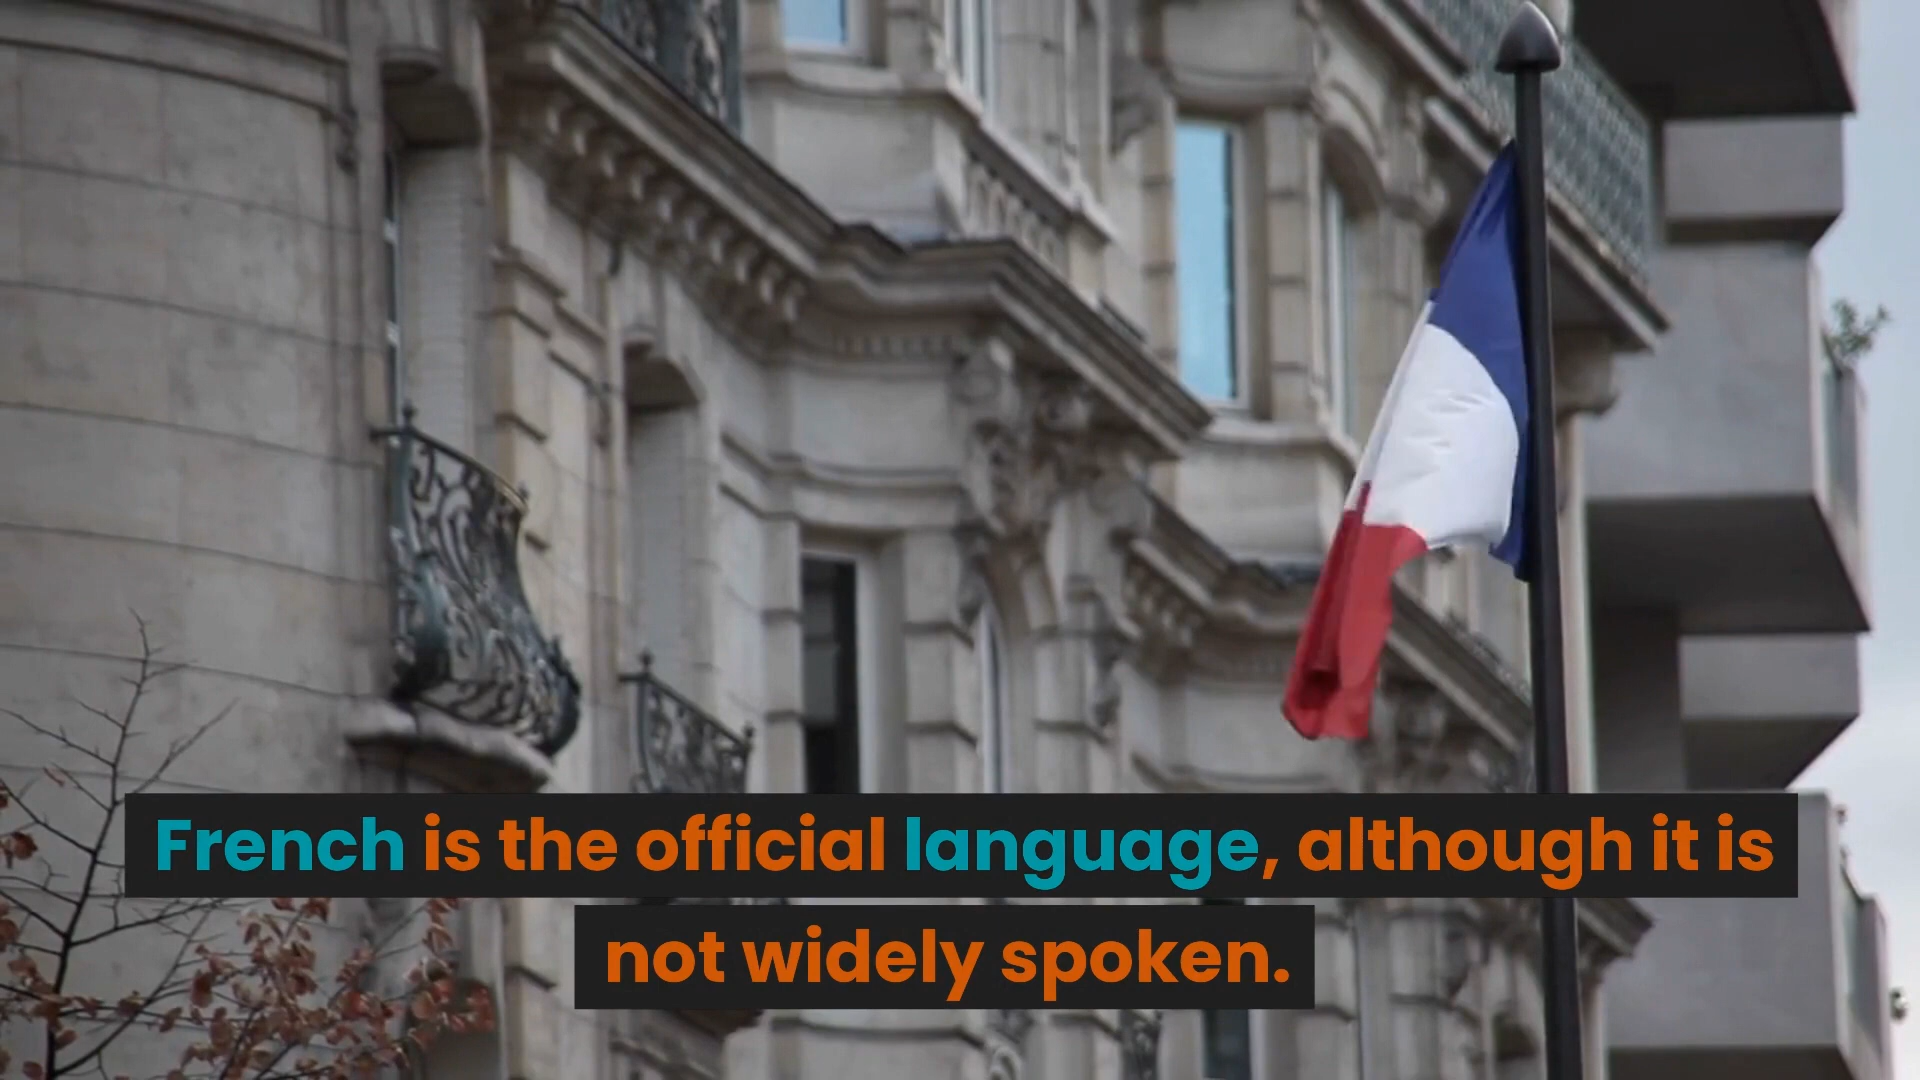 French is the official language, although it is
not widely spoken.